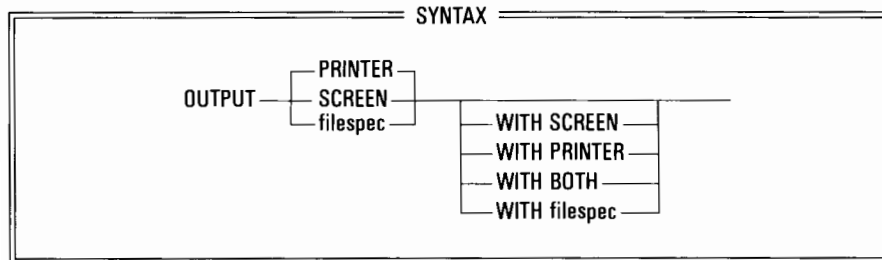 SYNTAX
PRINTER
OUTPUT SCREEN
filespec
WITH SCREEN
WITH PRINTER
WITH BOTH
WITH filespec